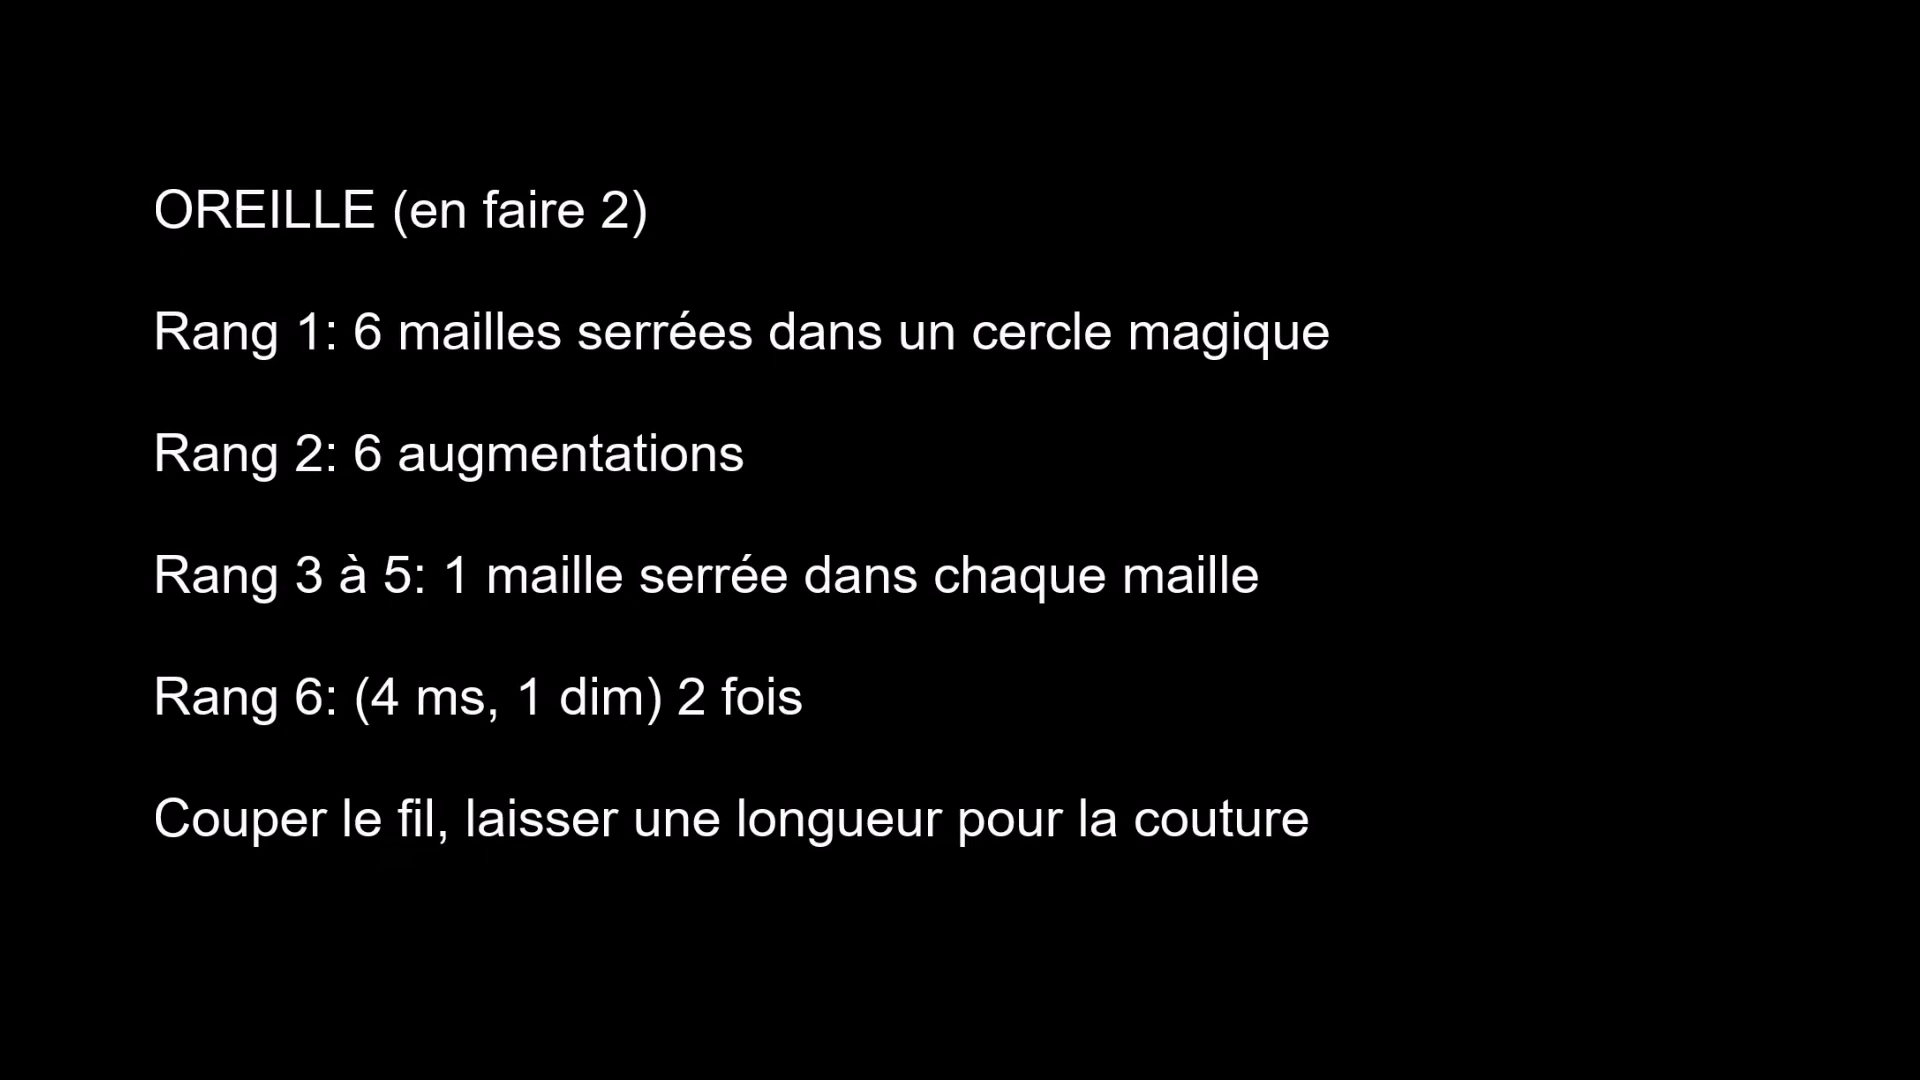 OREILLE (en faire 2)
Rang 1: 6 mailles serrées dans un cercle magique
Rang 2: 6 augmentations
Rang 3 à 5: 1 maille serrée dans chaque maille
Rang 6: (4 ms, 1 dim) 2 fois
Couper le fil, laisser une longueur pour la couture